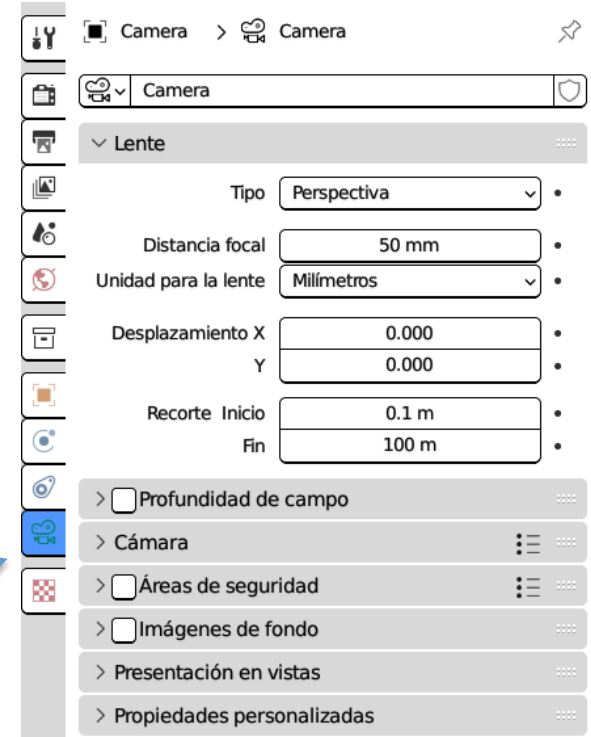 Camera > Camera
Camera
Lente
Tipo Perspectiva
Distancia focal 50 mm
Unidad para la lente Milímetros
Desplazamiento X 0.000
Y 0.000
Recorte Inicio 0.1 m
Fin 100 m
Profundidad de campo
Cámara
Áreas de seguridad
Imágenes de fondo
Presentación en vistas
Propiedades personalizadas